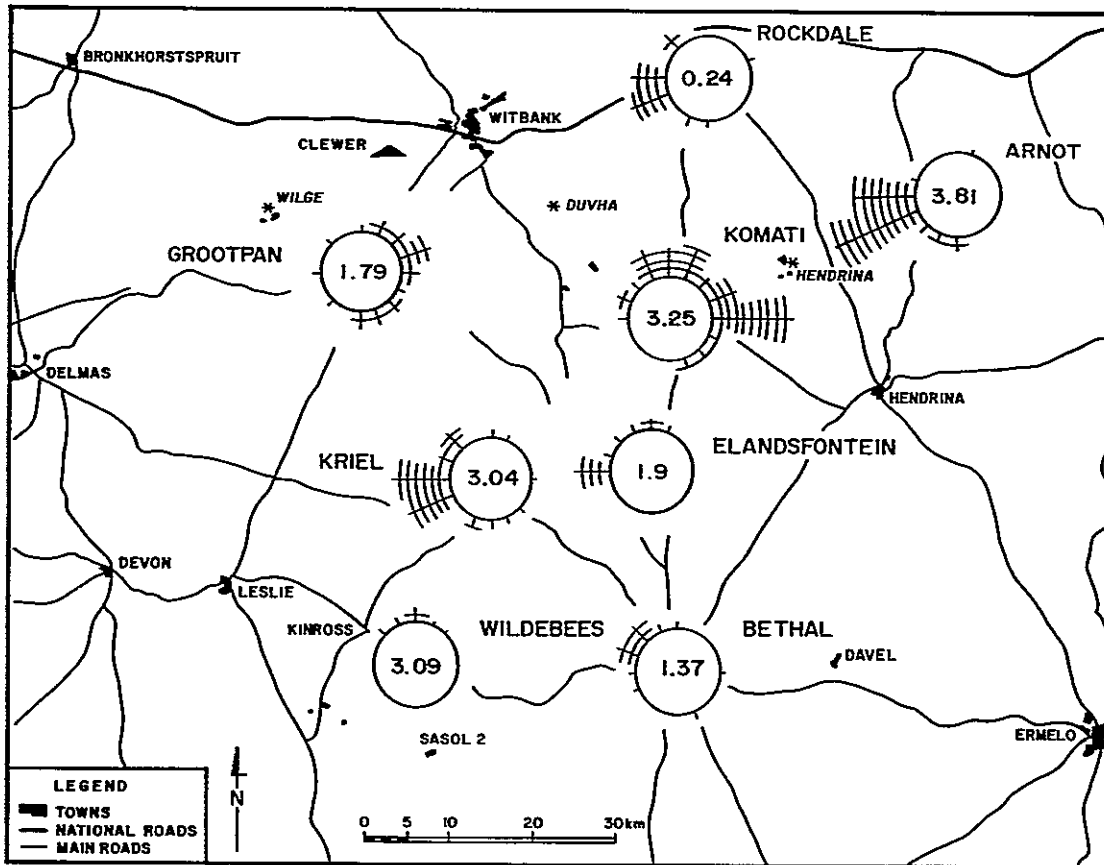 ROCKDALE
BRONKHORSTSPRUIT
0.24
WITBANK
CLEWER
ARNOT
3.81
WILGE
DUVHA
KOMATI
GROOTPAN
1.79
HENDRINA
3.25
DELMAS
HENDRINA
KRIEL
3.04
1.9
ELANDSFONTEIN
DEVON
LESLIE
KINROSS
WILDEBEES
BETHAL
3.09
1.37
DAVEL
SASOL 2
ERMELO
LEGEND
TOWNS
NATIONAL ROADS
MAIN ROADS
N
0 5 10 20 30km